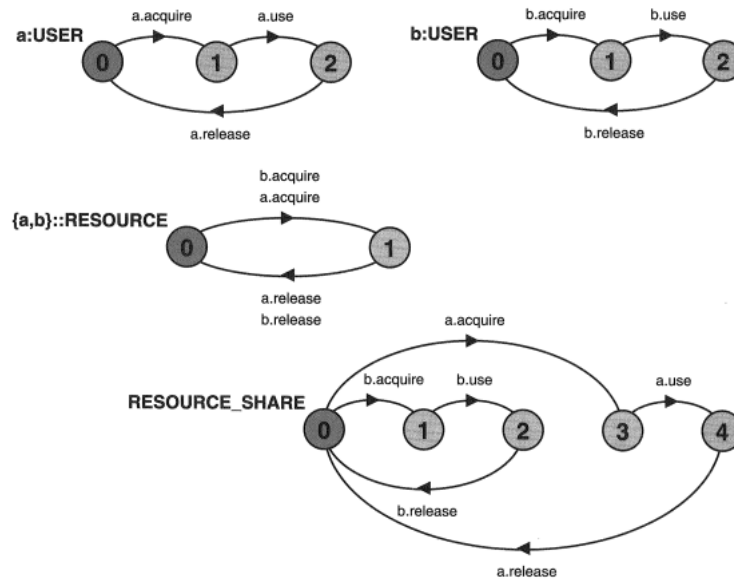 a.acquire
a.use
a:USER
0
1
2
a.release
b.acquire
b.use
b:USER
0
1
2
b.release
b.acquire
a.acquire
{a,b}::RESOURCE
0
1
a.release
b.release
a.acquire
b.acquire
b.use
a.use
RESOURCE_SHARE
0
1
2
3
4
b.release
a.release